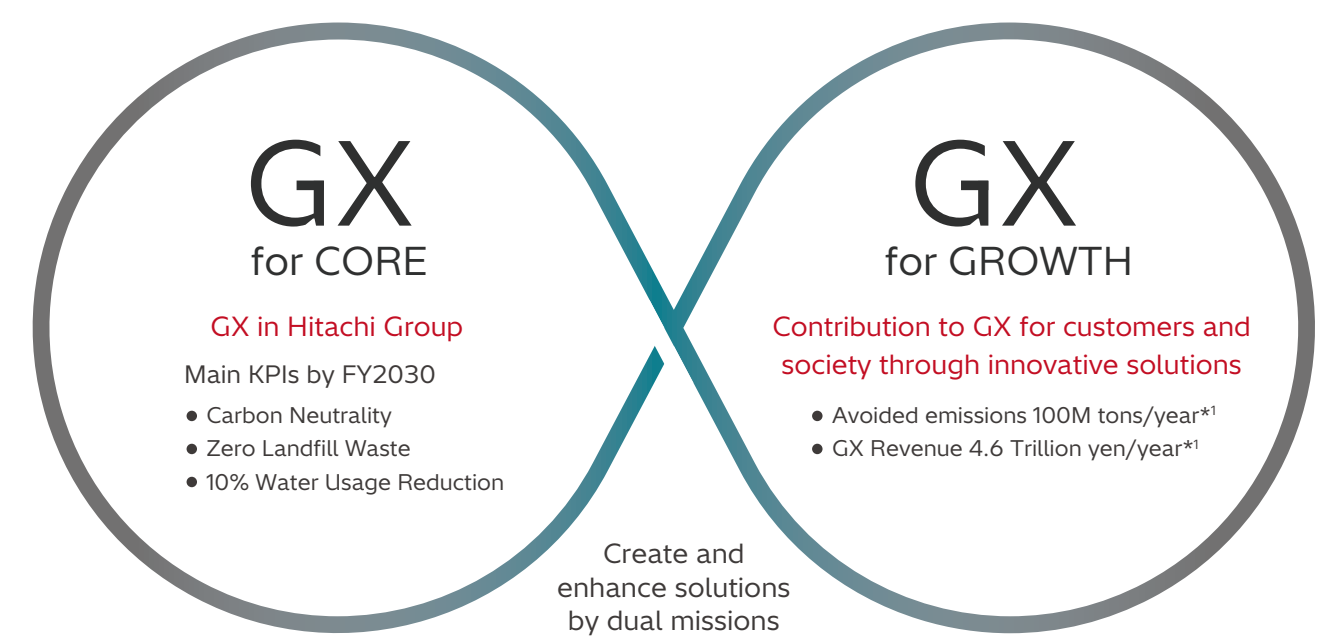 GX
for CORE
GX in Hitachi Group
Main KPIs by FY2030
● Carbon Neutrality
● Zero Landfill Waste
● 10% Water Usage Reduction
GX
for GROWTH
Contribution to GX for customers and
society through innovative solutions
● Avoided emissions 100M tons/year*1
● GX Revenue 4.6 Trillion yen/year*1
Create and
enhance solutions
by dual missions